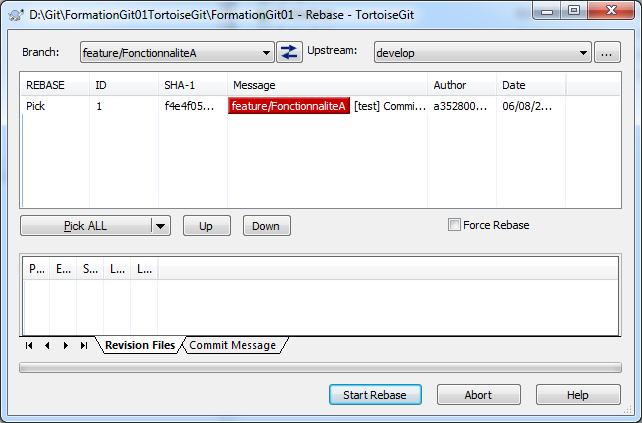 D:\Git\FormationGit01TortoiseGit\FormationGit01 - Rebase - TortoiseGit
Branch: feature/FonctionnaliteA Upstream: develop ...
REBASE ID SHA-1 Message Author Date
Pick 1 f4e4f05... feature/FonctionnaliteA [test] Commi... a352800... 06/08/2...
Pick ALL Up Down Force Rebase
P... E... S... L... L...
Revision Files Commit Message
Start Rebase Abort Help